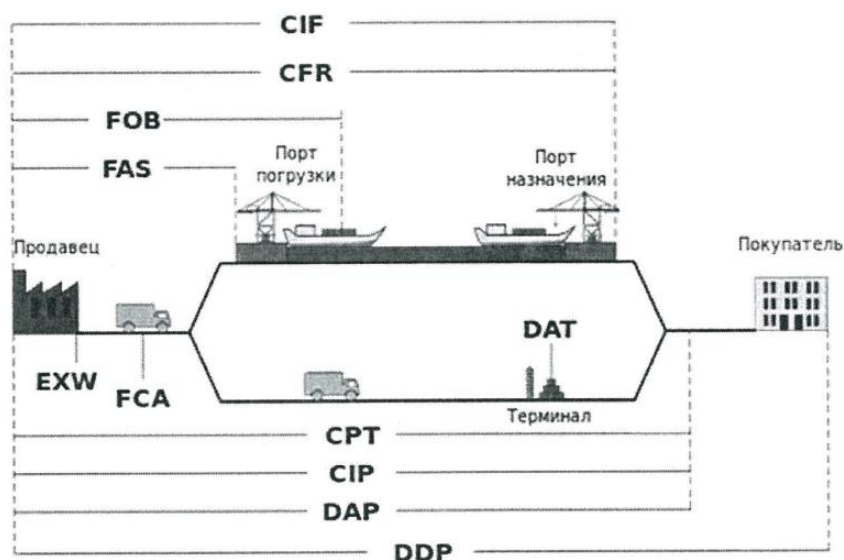 CIF
CFR
FOB
FAS
Порт
погрузки
Порт
назначения
Продавец
Покупатель
EXW
FCA
DAT
Терминал
CPT
CIP
DAP
DDP